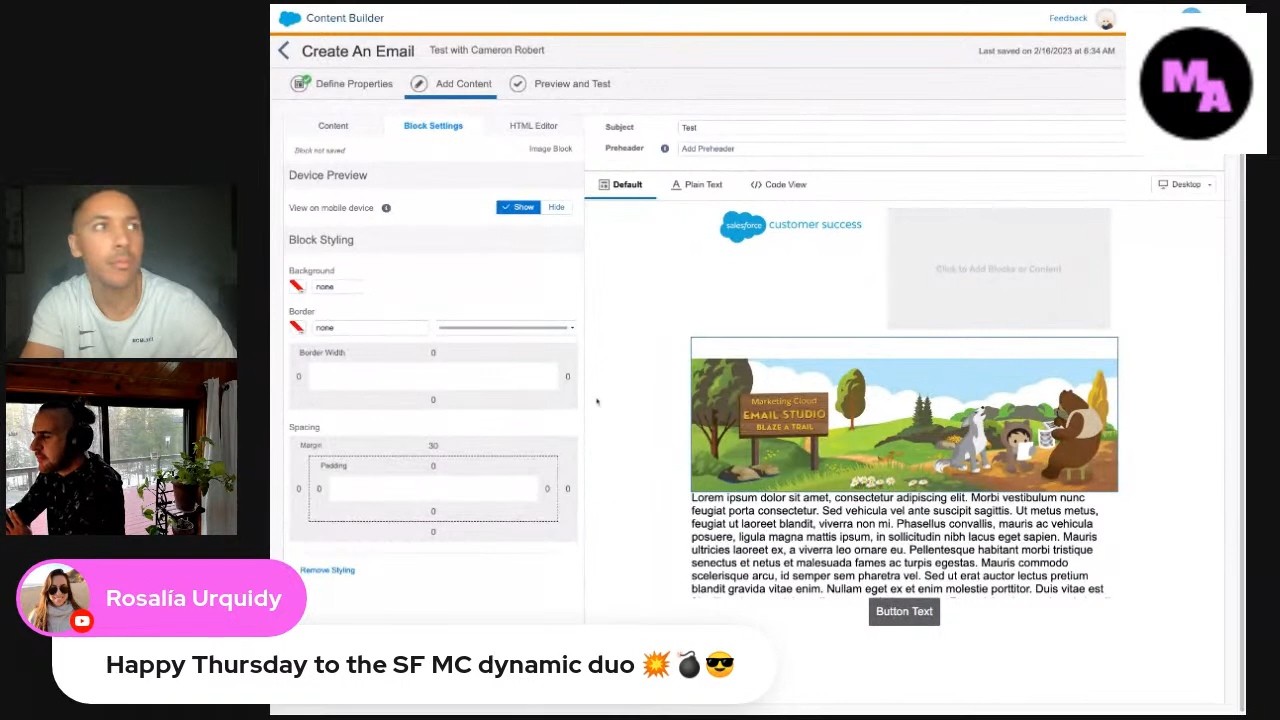 Content Builder
Feedback
Create An Email
Test with Cameron Robert
Last saved on 2/16/2023 at 6:34 AM
MA
Define Properties
Add Content
Preview and Test
Content
Block Settings
HTML Editor
Subject
Test
Block not saved
Image Block
Preheader
Add Preheader
Device Preview
Default
Plain Text
</> Code View
Desktop
View on mobile device
Show
Hide
salesforce
customer success
Block Styling
Background
none
Click to Add Blocks or Content
Border
none
Border Width
0
0
0
0
Marketing Cloud
EMAIL STUDIO
BLAZE A TRAIL
Spacing
Margin
30
Padding
0
0
0
0
0
0
0
Lorem ipsum dolor sit amet, consectetur adipiscing elit. Morbi vestibulum nunc
feugiat porta consectetur. Sed vehicula vel ante suscipit sagittis. Ut metus metus,
feugiat ut laoreet blandit, viverra non mi. Phasellus convallis, mauris ac vehicula
posuere, ligula magna mattis ipsum, in sollicitudin nibh lacus eget sapien. Mauris
ultricies laoreet ex, a viverra leo ornare eu. Pellentesque habitant morbi tristique
senectus et netus et malesuada fames ac turpis egestas. Mauris commodo
scelerisque arcu, id semper sem pharetra vel. Sed ut erat auctor lectus pretium
blandit gravida vitae enim. Nullam eget ex et enim molestie porttitor. Duis vitae est
Remove Styling
Button Text
Rosalía Urquidy
Happy Thursday to the SF MC dynamic duo 💥💣😎